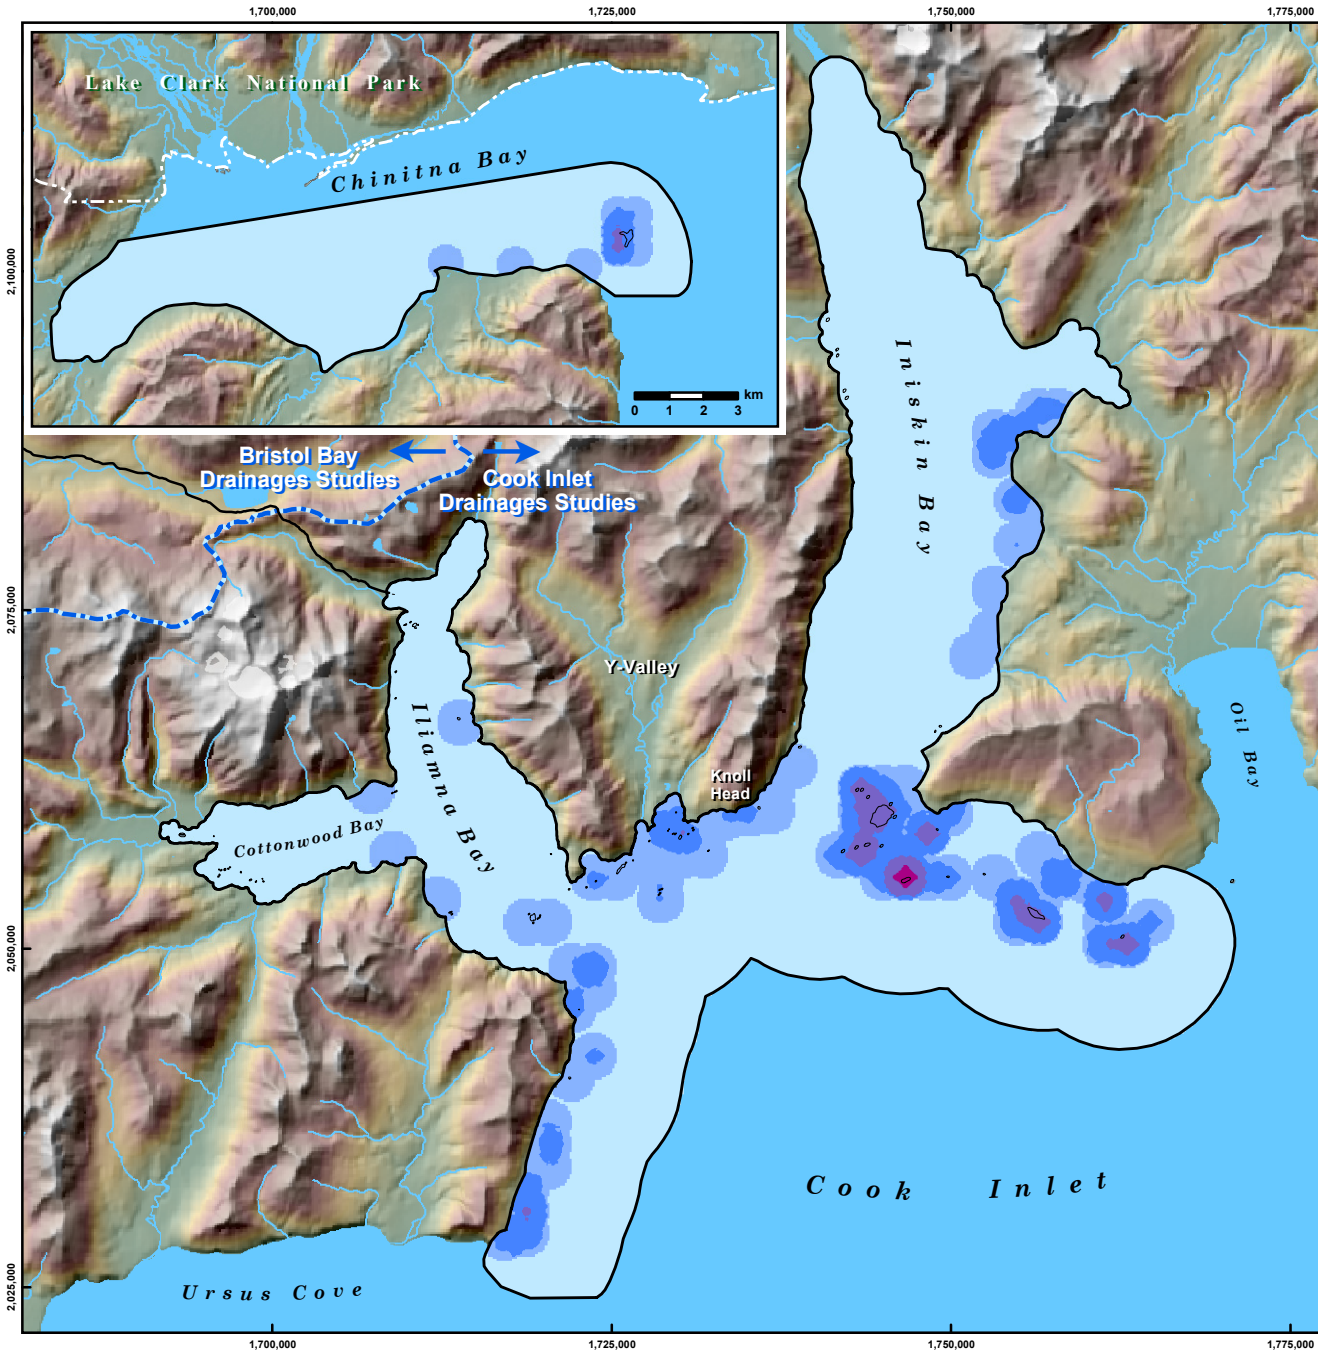 1,700,000
1,725,000
1,750,000
1,775,000
Lake Clark National Park
Chinitna Bay
2,100,000
km
0 1 2 3
Iniskin Bay
Bristol Bay
Drainages Studies
Cook Inlet
Drainages Studies
2,075,000
Y-Valley
Iliamna Bay
Oil Bay
Knoll
Head
Cottonwood Bay
2,050,000
Cook Inlet
Ursus Cove
2,025,000
1,700,000
1,725,000
1,750,000
1,775,000